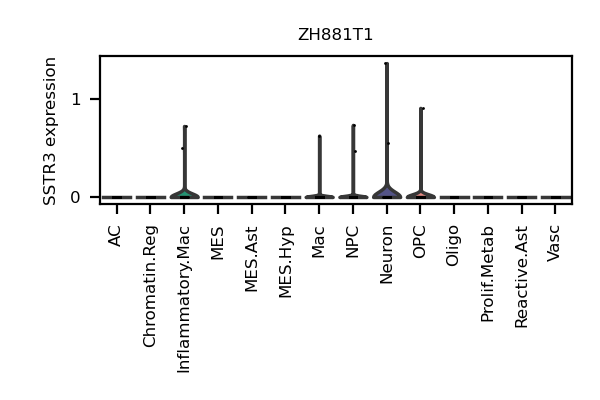 ZH881T1
SSTR3 expression
1
0
AC
Chromatin.Reg
Inflammatory.Mac
MES
MES.Ast
MES.Hyp
Mac
NPC
Neuron
OPC
Oligo
Prolif.Metab
Reactive.Ast
Vasc